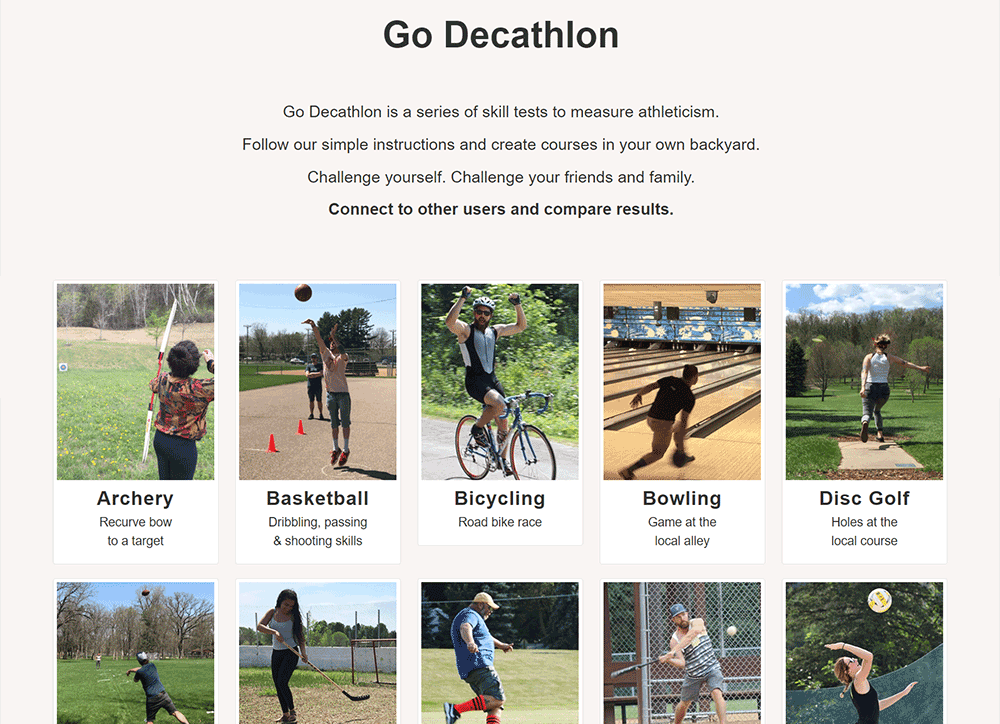 Go Decathlon
Go Decathlon is a series of skill tests to measure athleticism.
Follow our simple instructions and create courses in your own backyard.
Challenge yourself. Challenge your friends and family.
Connect to other users and compare results.
Archery
Recurve bow
to a target
Basketball
Dribbling, passing
& shooting skills
Bicycling
Road bike race
Bowling
Game at the
local alley
Disc Golf
Holes at the
local course